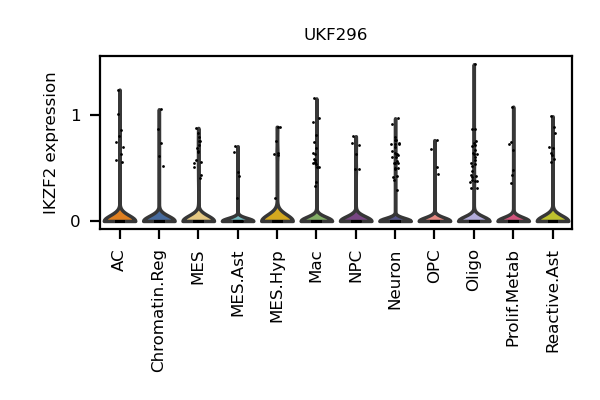 UKF296
IKZF2 expression
1
0
AC
Chromatin.Reg
MES
MES.Ast
MES.Hyp
Mac
NPC
Neuron
OPC
Oligo
Prolif.Metab
Reactive.Ast